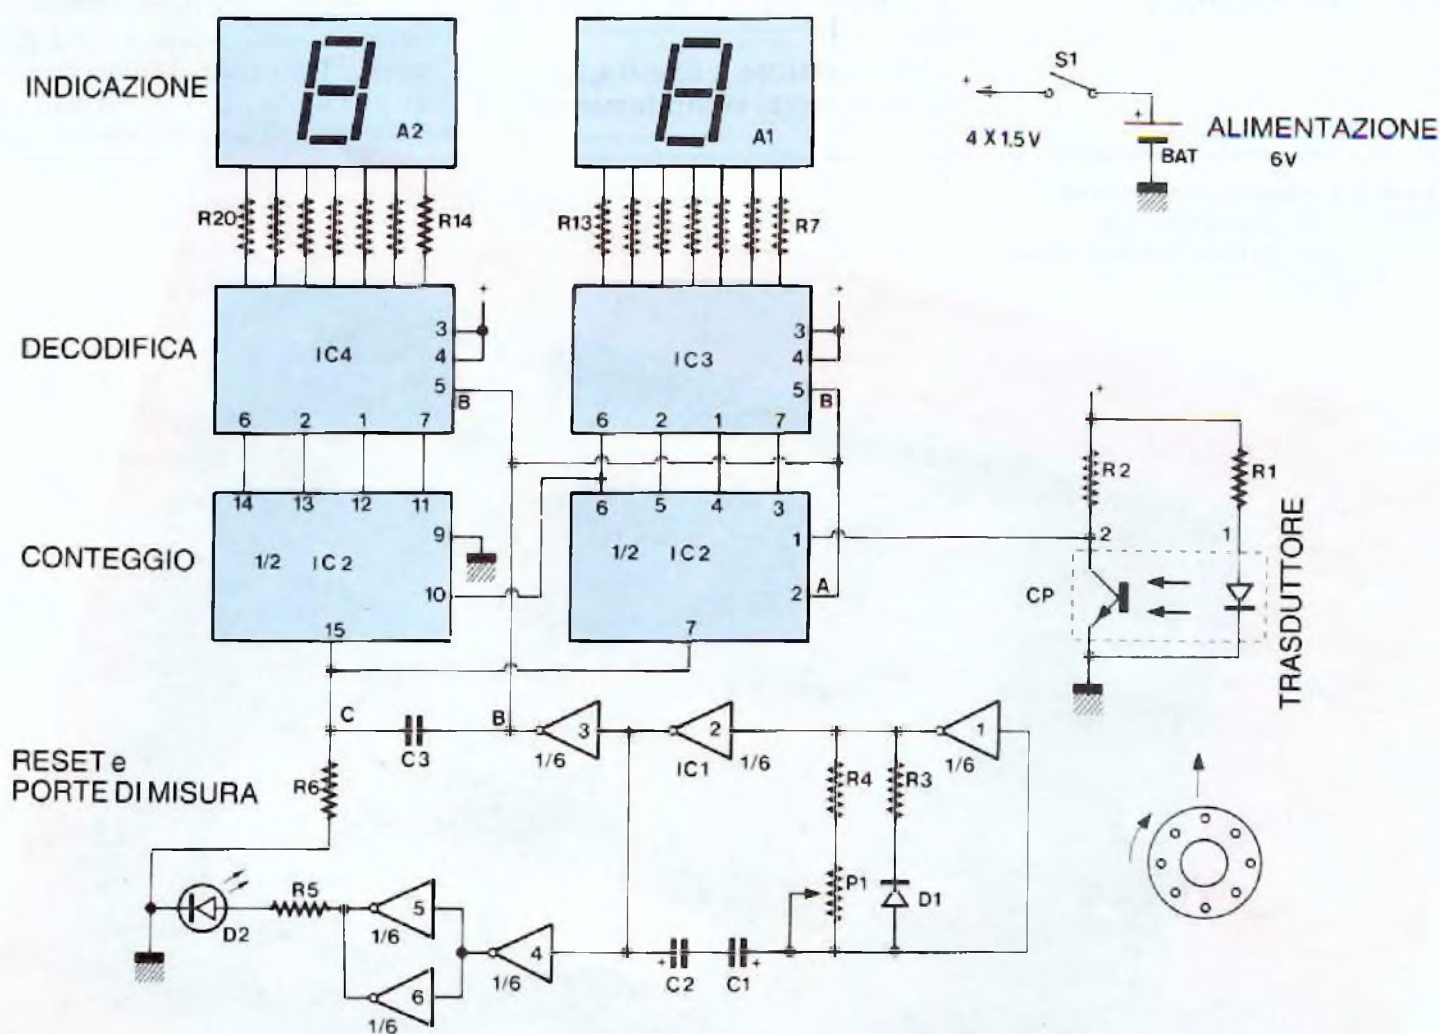 INDICAZIONE
A2
A1
S1
+
4 X 1.5 V
+
BAT
ALIMENTAZIONE
6V
R20
R14
R13
R7
DECODIFICA
IC4
+
3
4
5
B
6 2 1 7
IC3
+
3
4
5
B
6 2 1 7
CONTEGGIO
14 13 12 11
1/2 IC2
9
10
15
6 5 4 3
1/2 IC2
1
2
A
7
+
R2
R1
2
1
CP
TRASDUTTORE
RESET e
PORTE DI MISURA
C
C3
B
3
1/6
2
IC1
1/6
1
1/6
R6
R4
R3
P1
D1
D2
R5
5
1/6
6
1/6
4
1/6
+
C2
C1
+